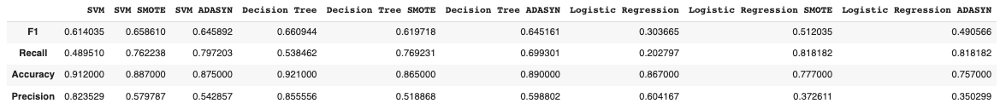 SVM SVM SMOTE SVM ADASYN Decision Tree Decision Tree SMOTE Decision Tree ADASYN Logistic Regression Logistic Regression SMOTE Logistic Regression ADASYN
F1 0.614035 0.658610 0.645892 0.660944 0.619718 0.645161 0.303665 0.512035 0.490566
Recall 0.489510 0.762238 0.797203 0.538462 0.769231 0.699301 0.202797 0.818182 0.818182
Accuracy 0.912000 0.887000 0.875000 0.921000 0.865000 0.890000 0.867000 0.777000 0.757000
Precision 0.823529 0.579787 0.542857 0.855556 0.518868 0.598802 0.604167 0.372611 0.350299